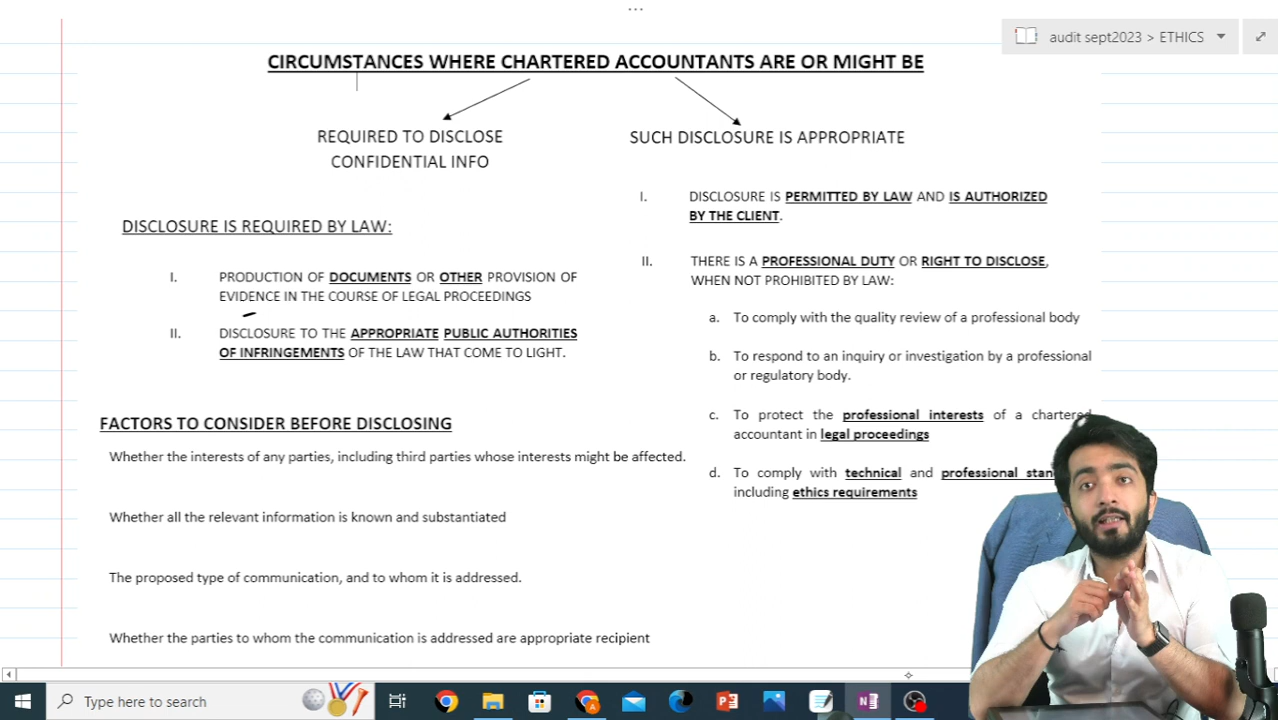 audit sept2023 > ETHICS
CIRCUMSTANCES WHERE CHARTERED ACCOUNTANTS ARE OR MIGHT BE
REQUIRED TO DISCLOSE
CONFIDENTIAL INFO
DISCLOSURE IS REQUIRED BY LAW:
I. PRODUCTION OF DOCUMENTS OR OTHER PROVISION OF
EVIDENCE IN THE COURSE OF LEGAL PROCEEDINGS
II. DISCLOSURE TO THE APPROPRIATE PUBLIC AUTHORITIES
OF INFRINGEMENTS OF THE LAW THAT COME TO LIGHT.
SUCH DISCLOSURE IS APPROPRIATE
I. DISCLOSURE IS PERMITTED BY LAW AND IS AUTHORIZED
BY THE CLIENT.
II. THERE IS A PROFESSIONAL DUTY OR RIGHT TO DISCLOSE,
WHEN NOT PROHIBITED BY LAW:
a. To comply with the quality review of a professional body
b. To respond to an inquiry or investigation by a professional
or regulatory body.
c. To protect the professional interests of a chartered
accountant in legal proceedings
d. To comply with technical and professional
including ethics requirements
FACTORS TO CONSIDER BEFORE DISCLOSING
Whether the interests of any parties, including third parties whose interests might be affected.
Whether all the relevant information is known and substantiated
The proposed type of communication, and to whom it is addressed.
Whether the parties to whom the communication is addressed are appropriate recipient
Type here to search